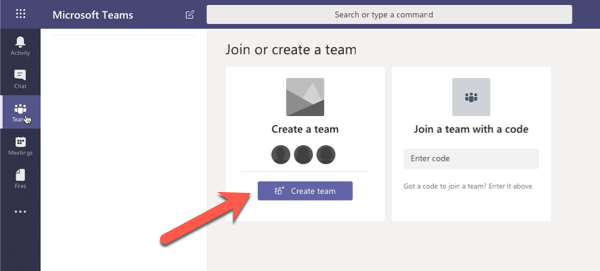 Microsoft Teams
Search or type a command
Activity
Chat
Teams
Meetings
Files
Join or create a team
Create a team
Create team
Join a team with a code
Enter code
Got a code to join a team? Enter it above.